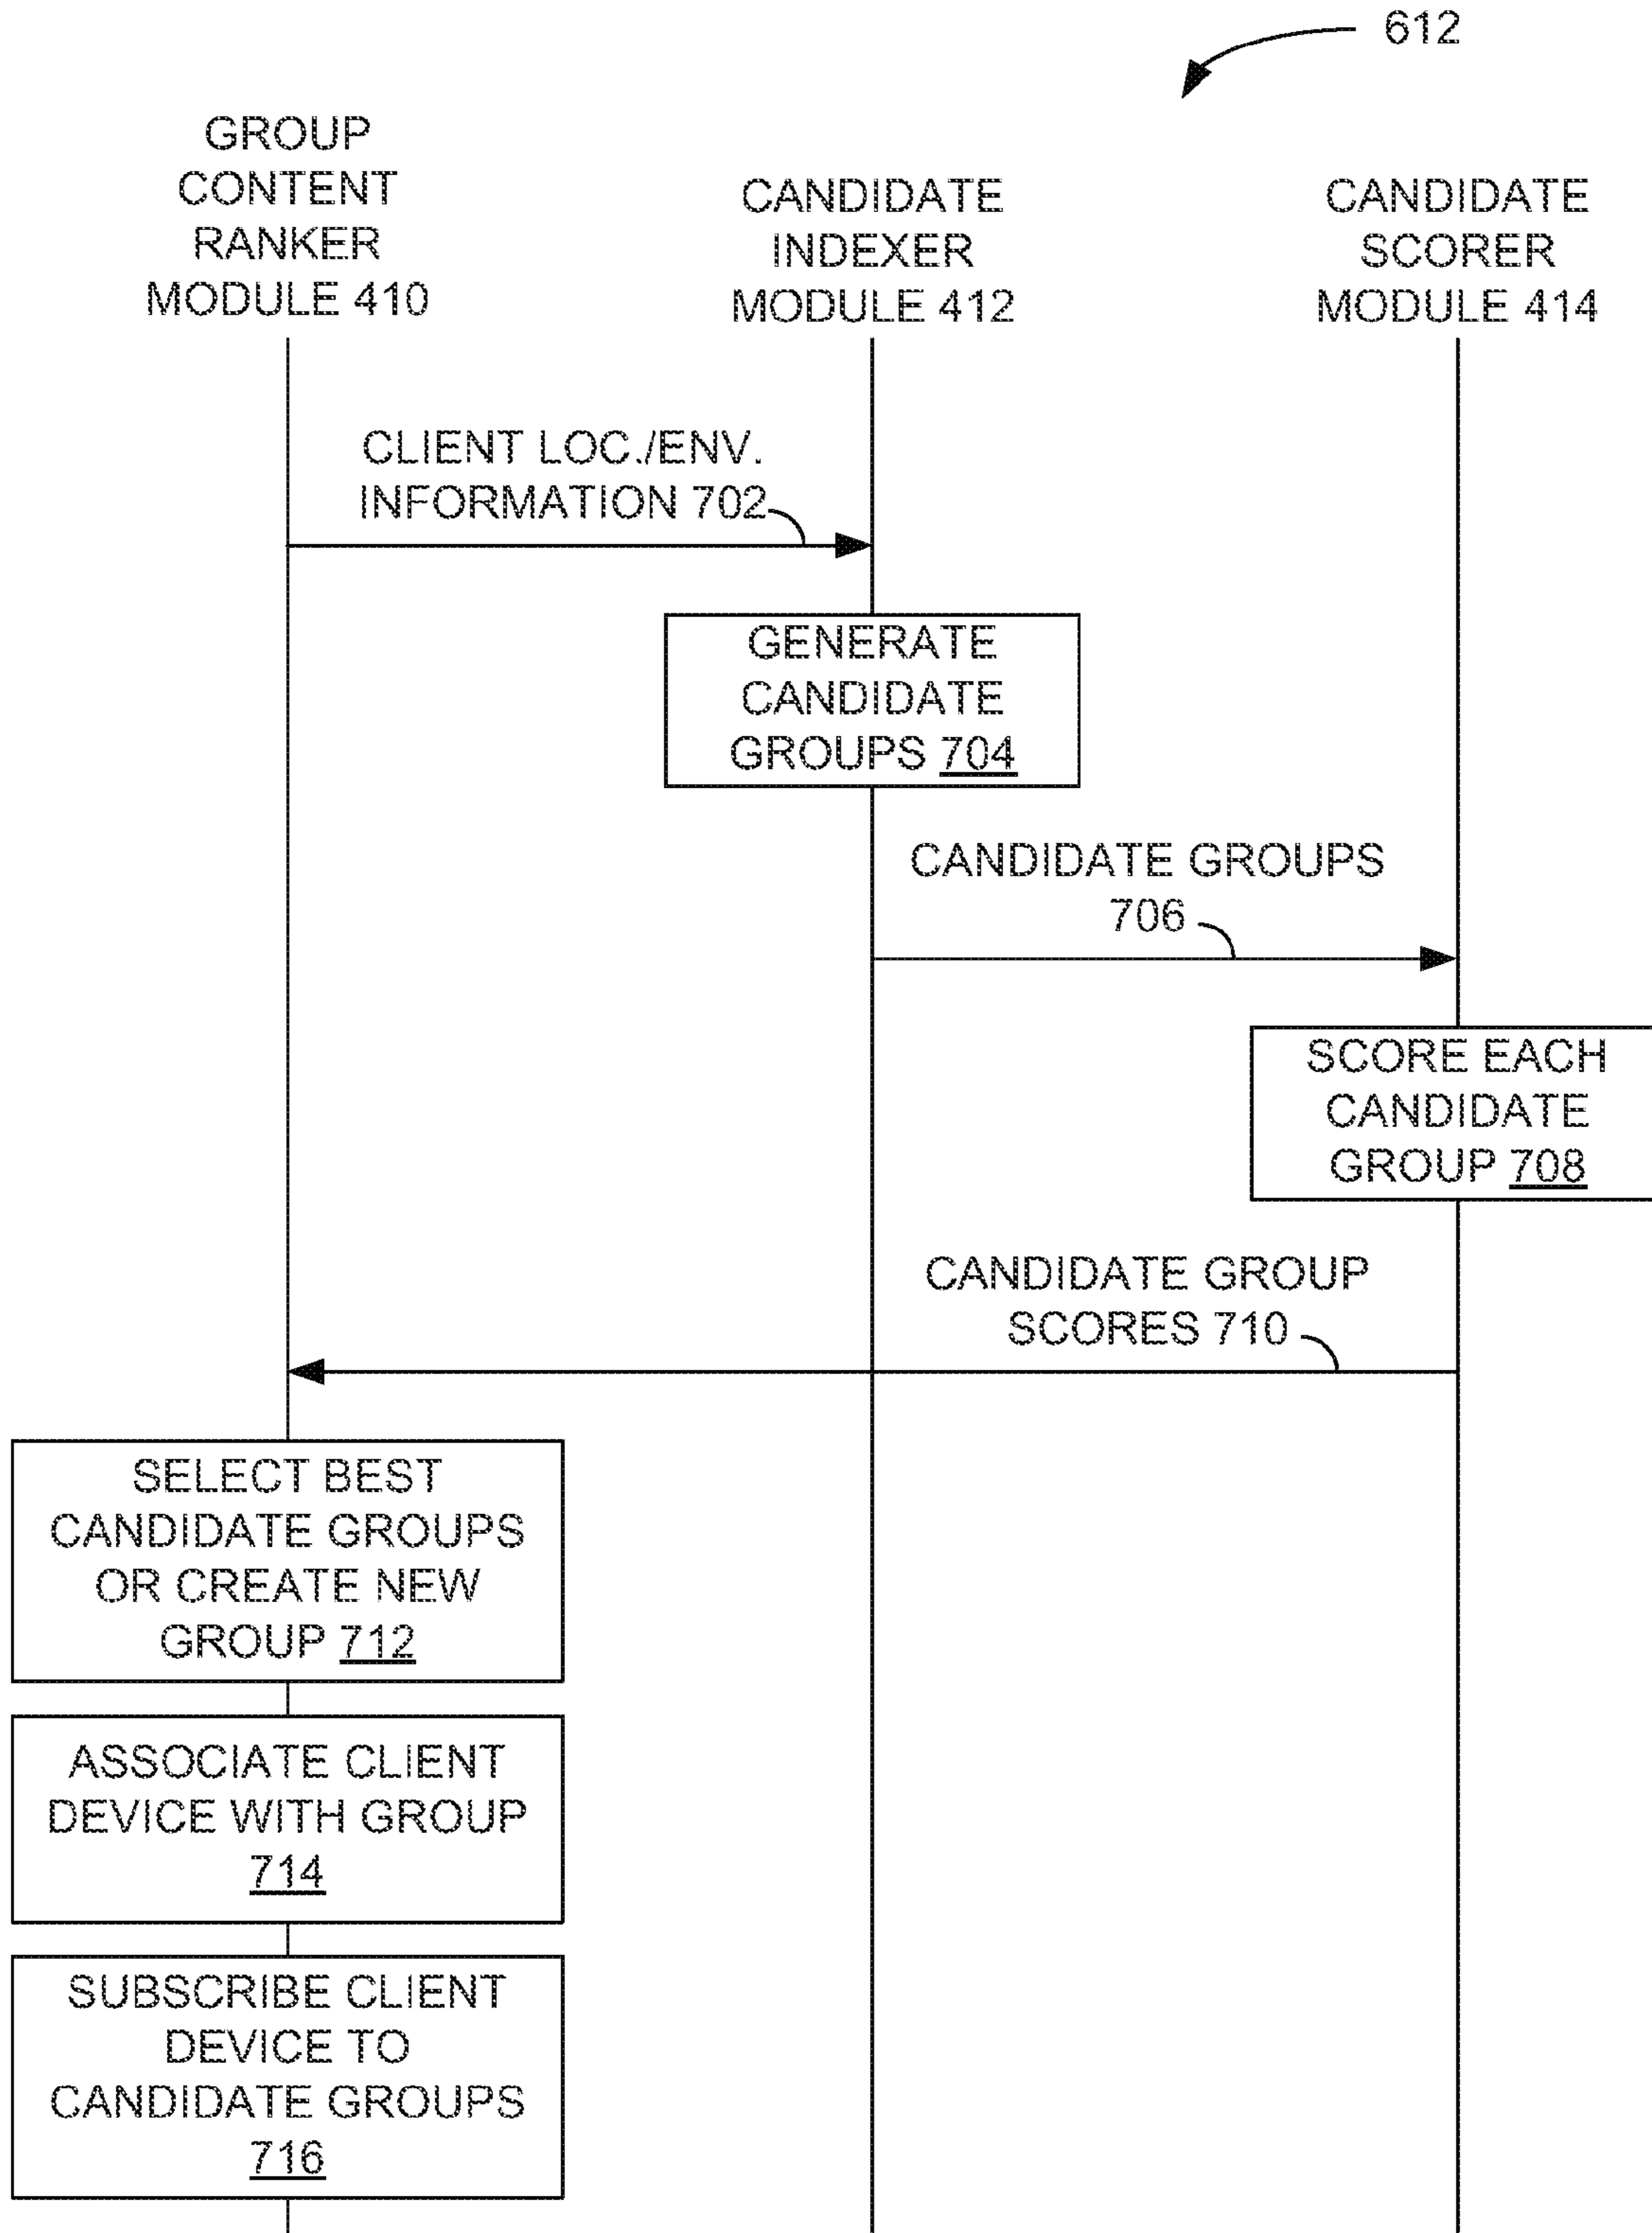 612
GROUP
CONTENT
RANKER
MODULE 410
CANDIDATE
INDEXER
MODULE 412
CANDIDATE
SCORER
MODULE 414
CLIENT LOC./ENV.
INFORMATION 702
GENERATE
CANDIDATE
GROUPS 704
CANDIDATE GROUPS
706
SCORE EACH
CANDIDATE
GROUP 708
CANDIDATE GROUP
SCORES 710
SELECT BEST
CANDIDATE GROUPS
OR CREATE NEW
GROUP 712
ASSOCIATE CLIENT
DEVICE WITH GROUP
714
SUBSCRIBE CLIENT
DEVICE TO
CANDIDATE GROUPS
716